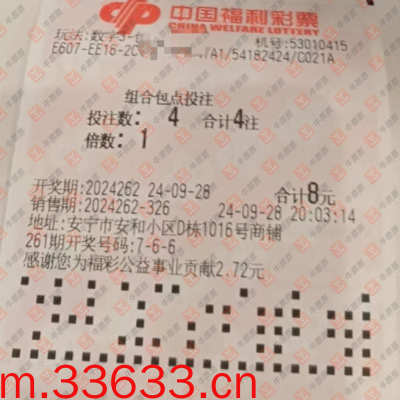 中国福利彩票
CHINA WELFARE LOTTERY
玩法:数字3- 机号:53010415
E607-EE16-2C /A1/54182424/C021A
组合包点投注
投注数: 4 合计4注
倍数: 1
开奖期:2024262 24-09-28 合计8元
销售期:2024262-326 24-09-28 20:03:14
地址:安宁市安和小区D栋1016号商铺
261期开奖号码:7-6-6
感谢您为福彩公益事业贡献2.72元
m.33633.cn